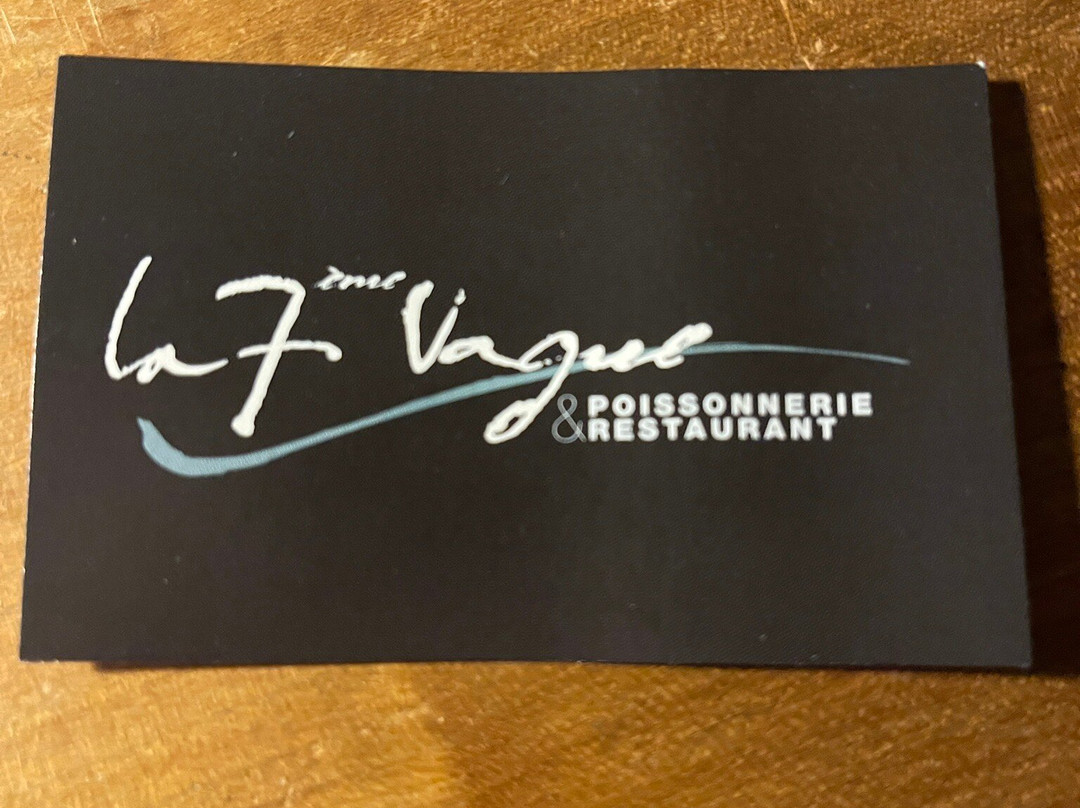 La 7ème Vague
& POISSONNERIE
RESTAURANT